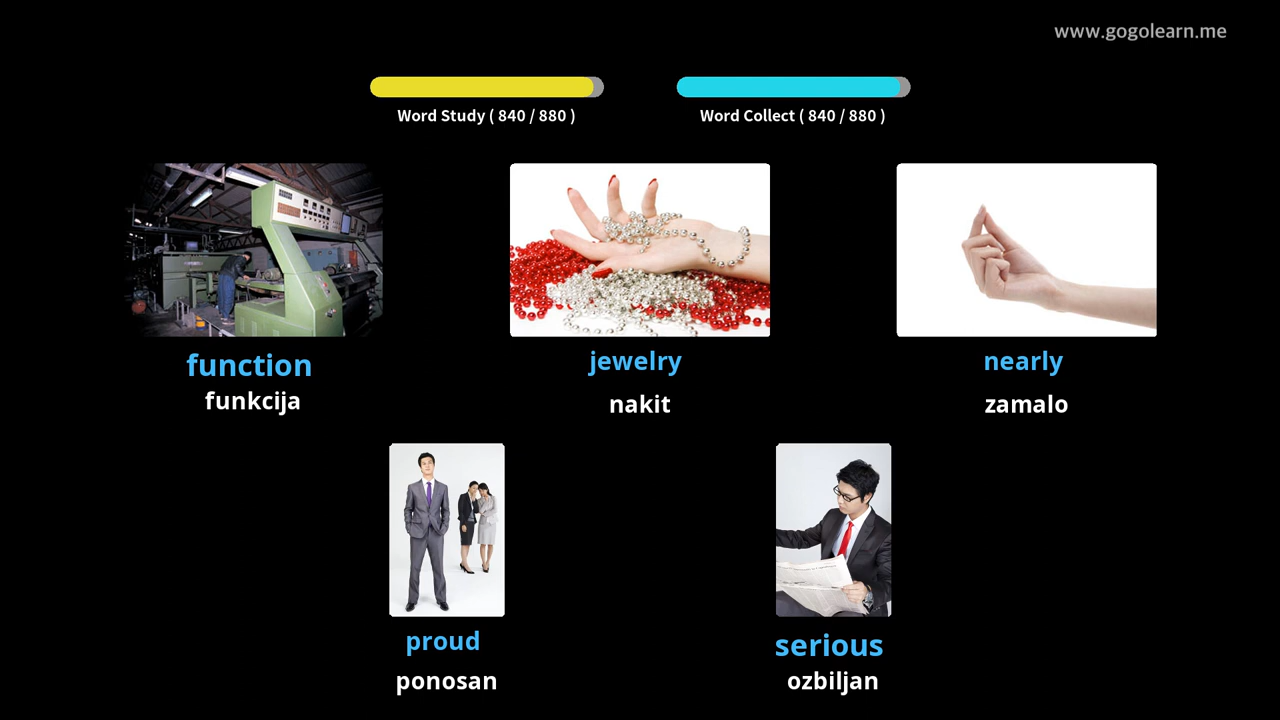 www.gogolearn.me
Word Study ( 840 / 880 )
Word Collect ( 840 / 880 )
function
funkcija
jewelry
nakit
nearly
zamalo
proud
ponosan
serious
ozbiljan